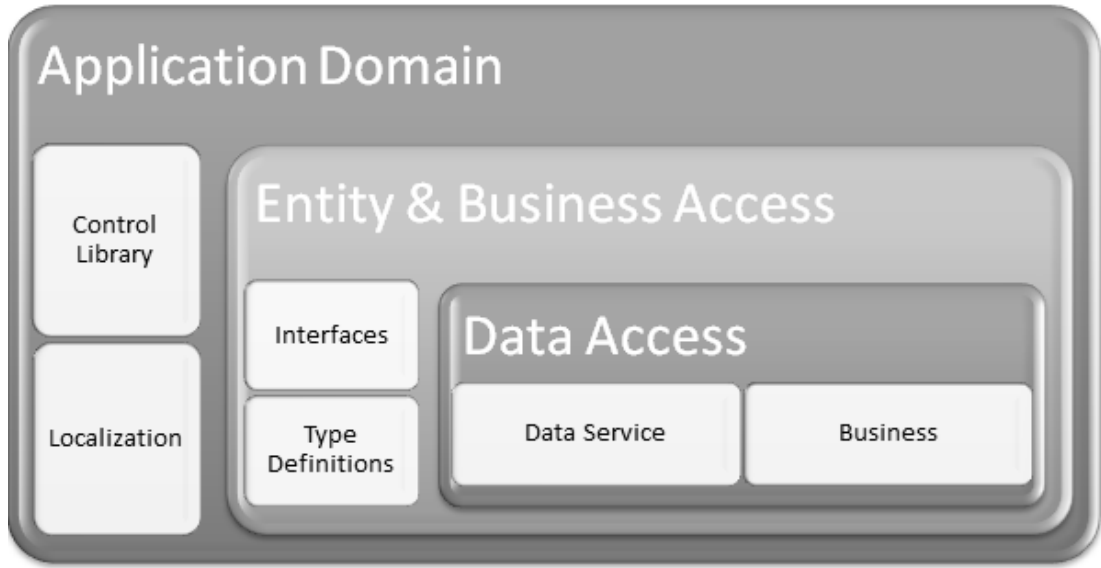 Application Domain
Control
Library
Localization
Entity & Business Access
Interfaces
Type
Definitions
Data Access
Data Service
Business